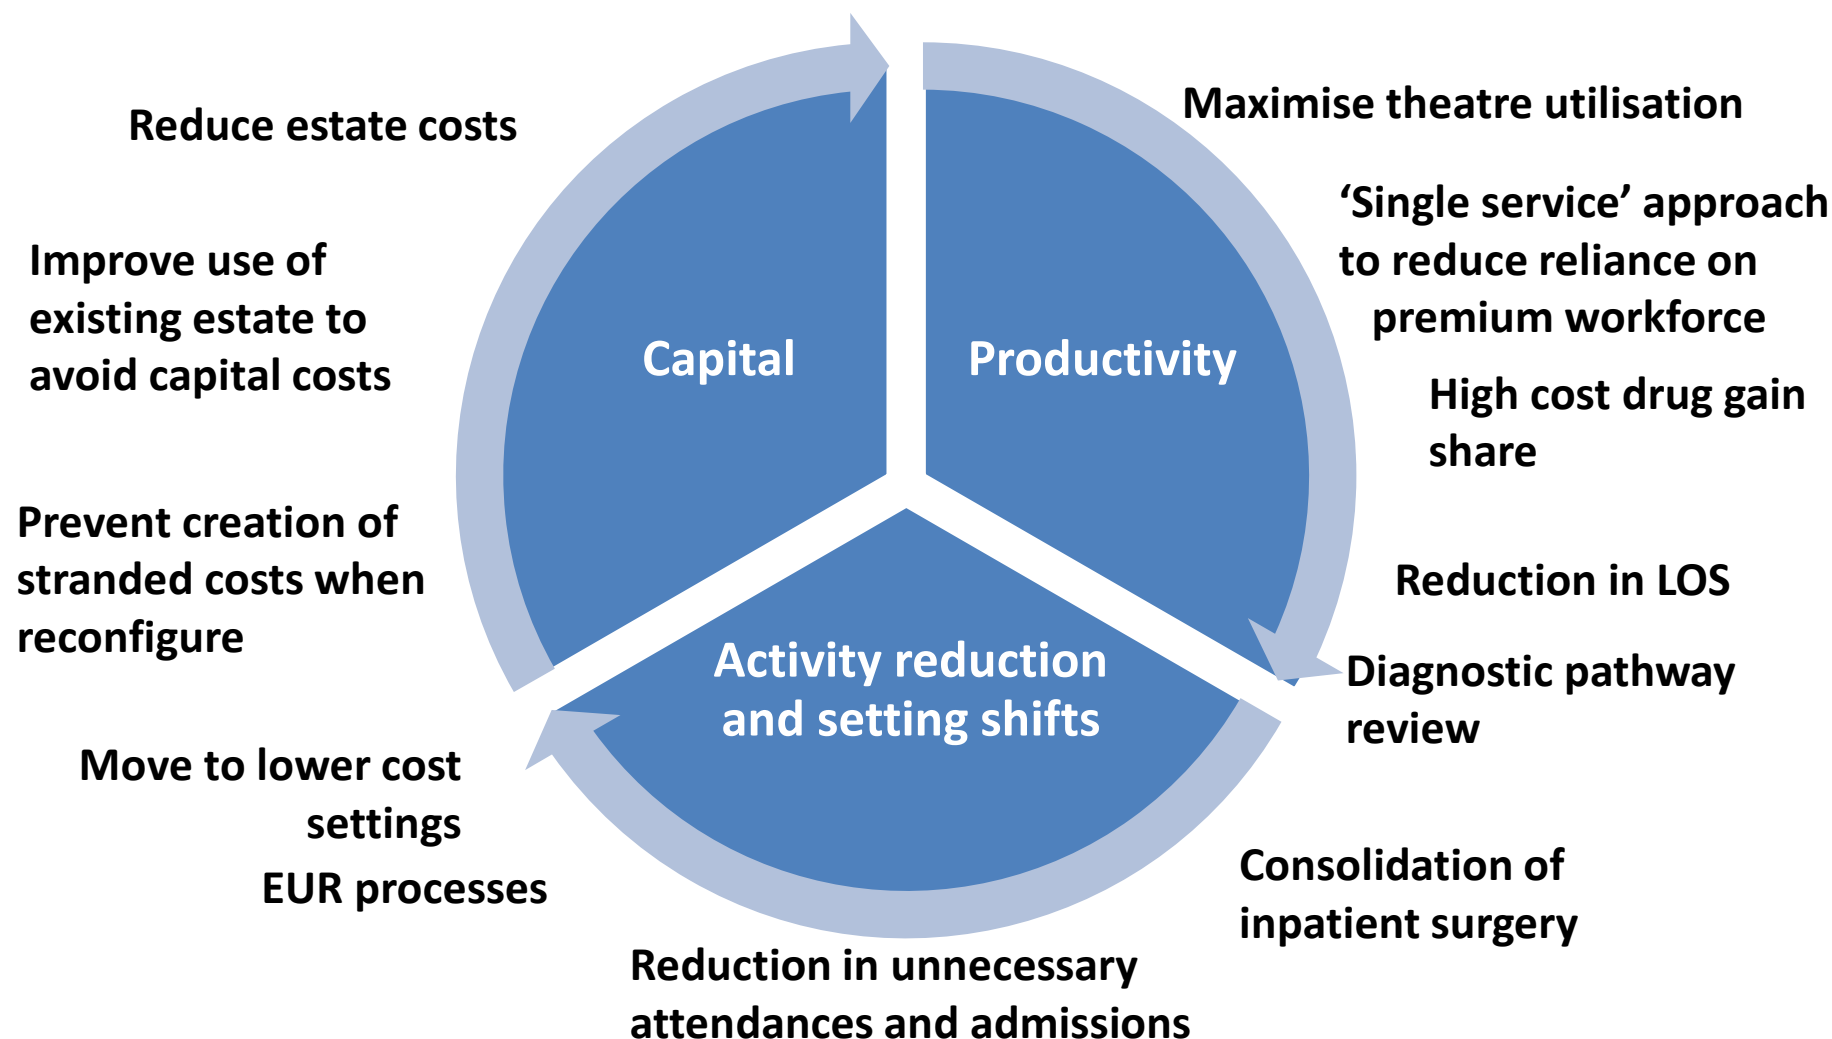 Reduce estate costs
Improve use of
existing estate to
avoid capital costs
Prevent creation of
stranded costs when
reconfigure
Capital
Productivity
Maximise theatre utilisation
‘Single service’ approach
to reduce reliance on
premium workforce
High cost drug gain
share
Reduction in LOS
Diagnostic pathway
review
Activity reduction
and setting shifts
Move to lower cost
settings
EUR processes
Reduction in unnecessary
attendances and admissions
Consolidation of
inpatient surgery